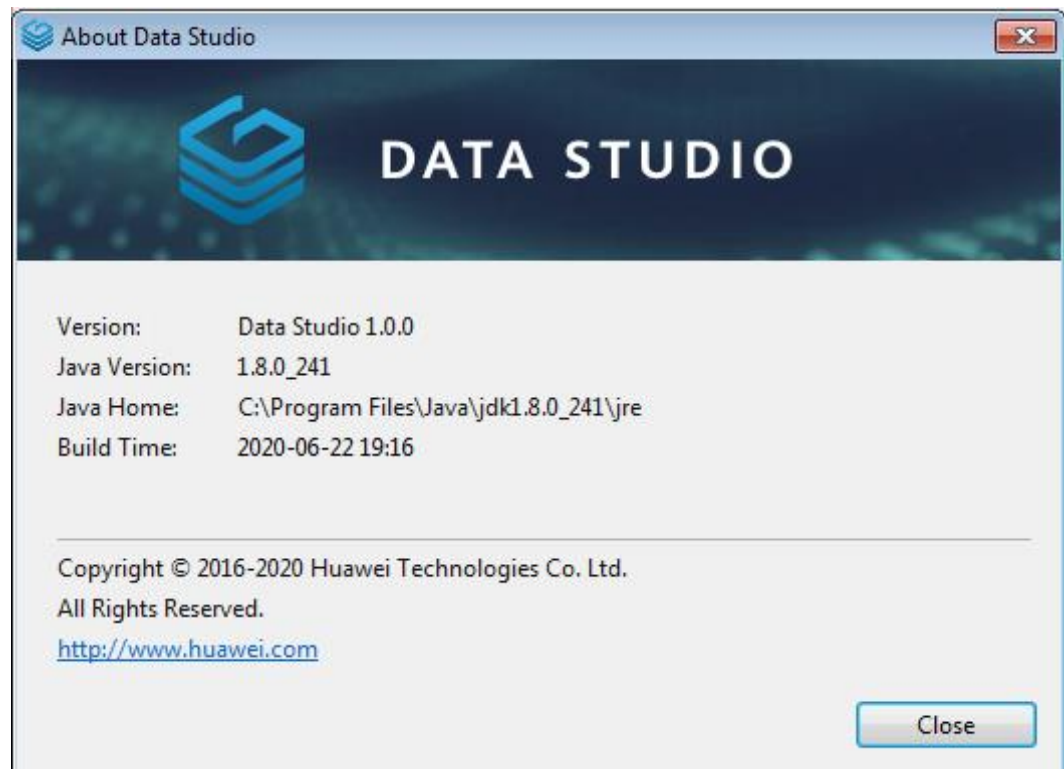 About Data Studio
DATA STUDIO
Version: Data Studio 1.0.0
Java Version: 1.8.0_241
Java Home: C:\Program Files\Java\jdk1.8.0_241\jre
Build Time: 2020-06-22 19:16
Copyright © 2016-2020 Huawei Technologies Co. Ltd.
All Rights Reserved.
http://www.huawei.com
Close